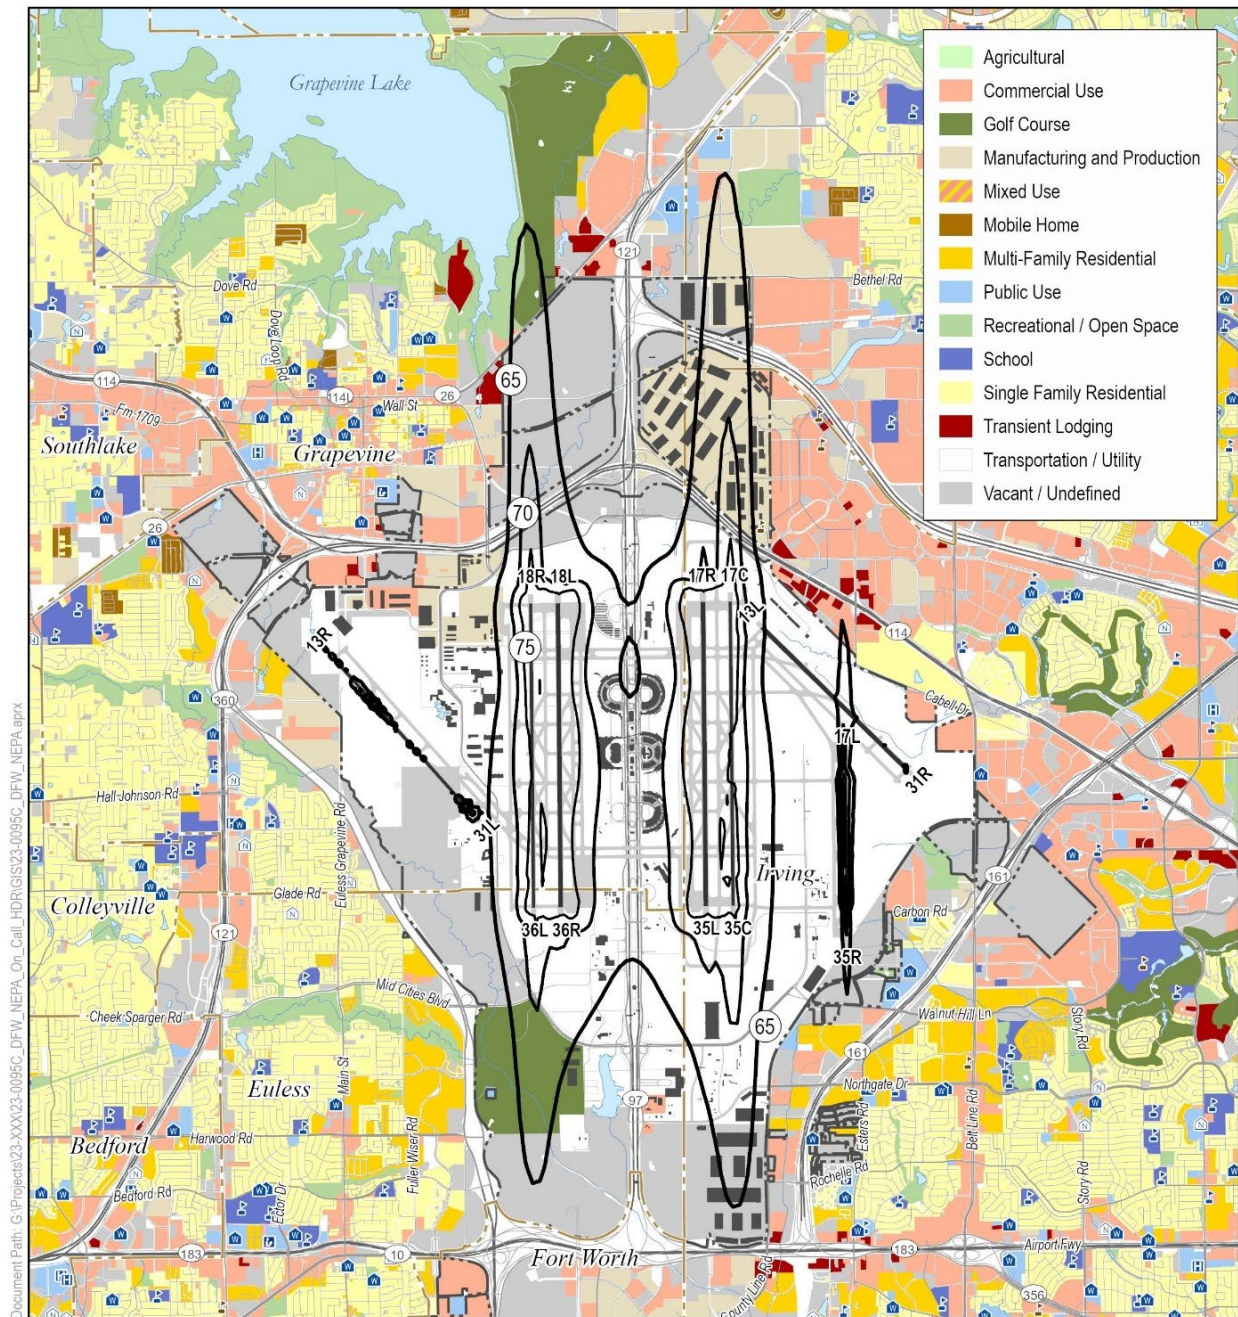 Grapevine Lake
Agricultural
Commercial Use
Golf Course
Manufacturing and Production
Mixed Use
Mobile Home
Multi-Family Residential
Public Use
Recreational / Open Space
School
Single Family Residential
Transient Lodging
Transportation / Utility
Vacant / Undefined
121
Dove Rd
Bethel Rd
Dove Loop Rd
65
114
114L
Wall St
26
Fm-1709
Southlake
Grapevine
70
26
18R 18L
17R 17C
13L
114
75
13R
360
Cabell Dr
17L
31R
Hall Johnson Rd
Euless Grapevine Rd
31L
Irving
161
Glade Rd
Colleyville
Carbon Rd
121
36L 36R
35L 35C
35R
Mid Cities Blvd
Cheek Sparger Rd
65
Walnut Hill Ln
Story Rd
161
Euless
Main St
Northgate Dr
97
Bedford
Harwood Rd
Fuller Wiser Rd
Esters Rd
Belt Line Rd
Rochelle Rd
Bedford Rd
Ector Dr
Story Rd
183
10
Fort Worth
183
Airport Fwy
County Line Rd
356
Document Path: G:\Projects\23-XXX\23-0095C_DFW_NEPA_On_Call_HDR\GIS\23-0095C_DFW_NEPA.aprx